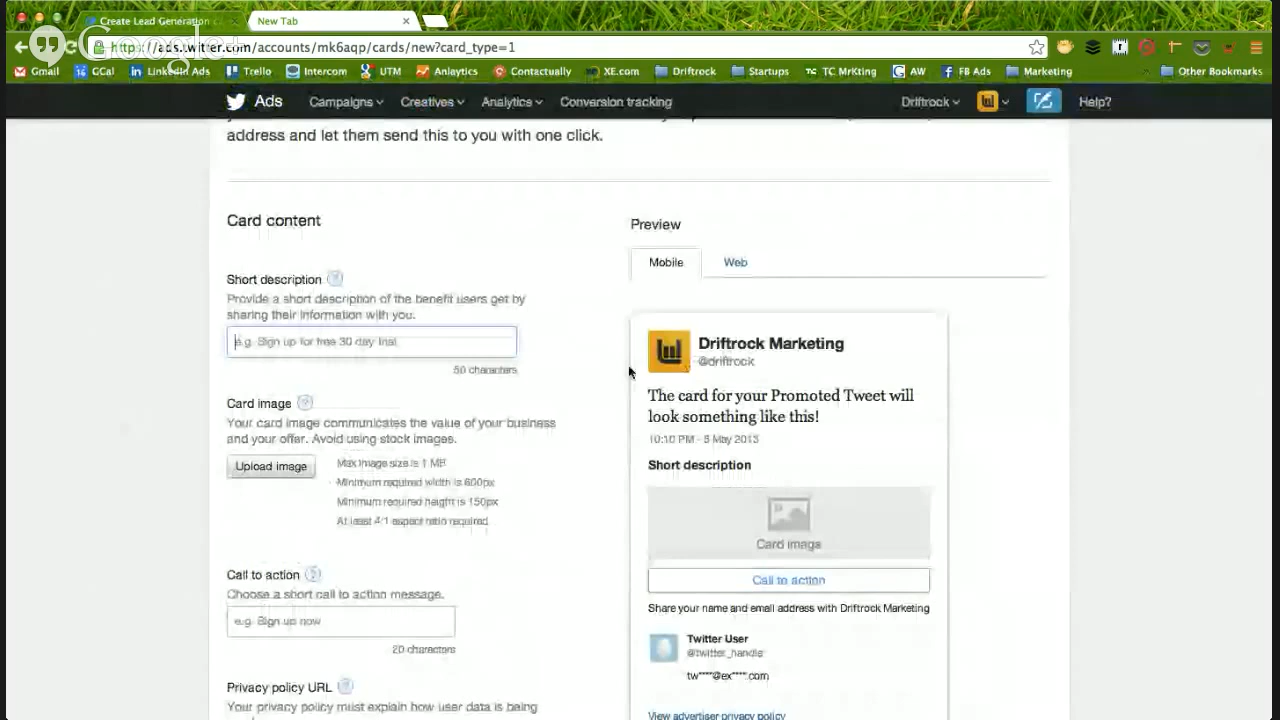 Create Lead Generation
New Tab
Google+
https://ads.twitter.com/accounts/mk6aqp/cards/new?card_type=1
Gmail GCal LinkedIn Ads Trello Intercom UTM Anlaytics Contactually XE.com Driftrock Startups TC MrKting AW FB Ads Marketing Other Bookmarks
Ads Campaigns Creatives Analytics Conversion tracking Driftrock Help?
address and let them send this to you with one click.
Card content
Preview
Mobile Web
Short description ?
Provide a short description of the benefit users get by
sharing their information with you.
e.g. Sign up for free 30 day trial
50 characters
Card image ?
Your card image communicates the value of your business
and your offer. Avoid using stock images.
Upload image
Max image size is 1 MB
Minimum required width is 600px
Minimum required height is 150px
At least 4:1 aspect ratio required
Call to action ?
Choose a short call to action message.
e.g. Sign up now
20 characters
Privacy policy URL ?
Your privacy policy must explain how user data is being
Driftrock Marketing
@driftrock
The card for your Promoted Tweet will
look something like this!
10:10 PM - 8 May 2013
Short description
Card image
Call to action
Share your name and email address with Driftrock Marketing
Twitter User
@twitter_handle
tw****@ex****.com
View advertiser privacy policy